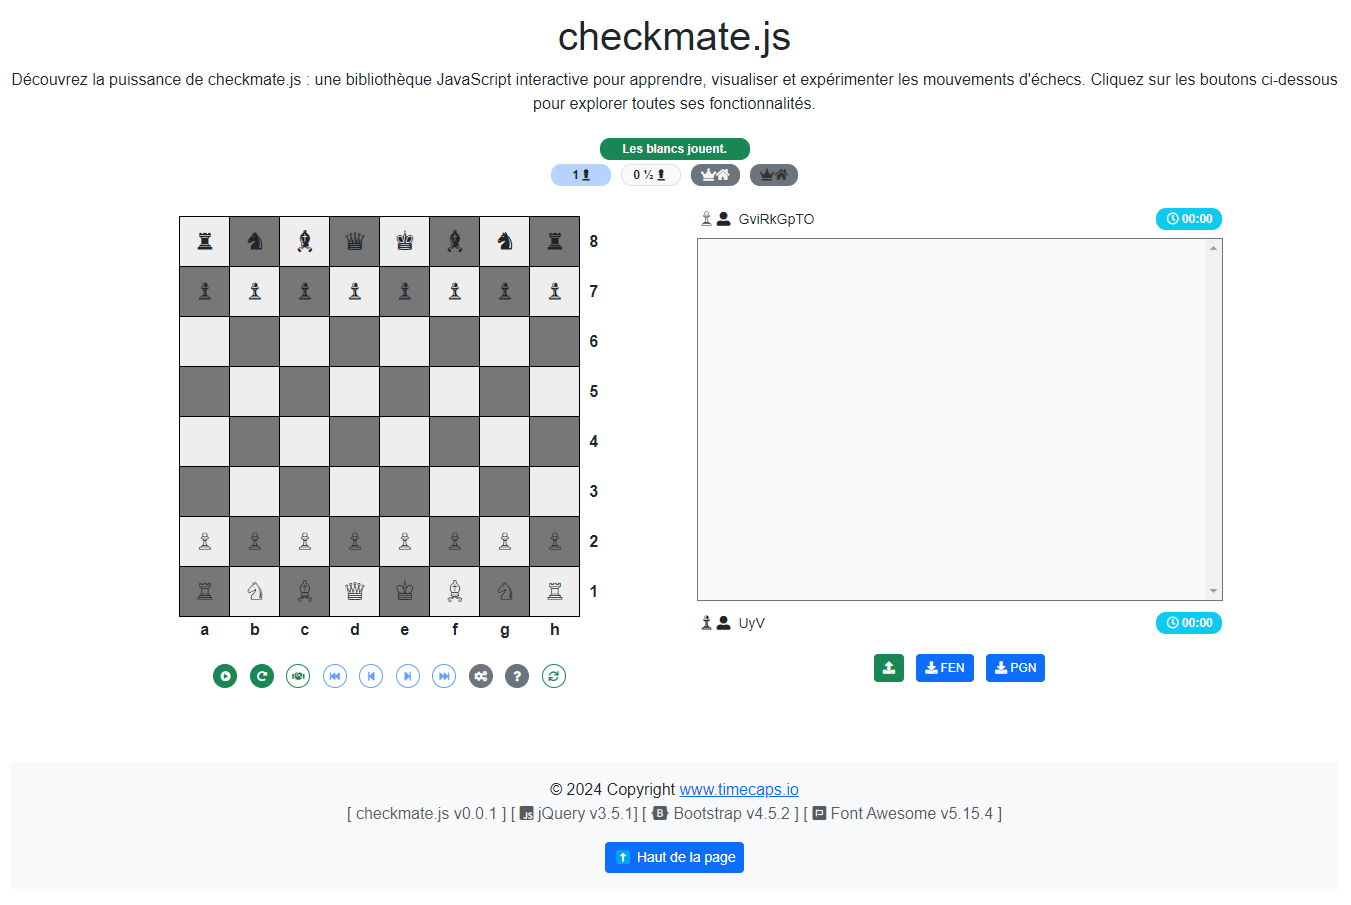 checkmate.js
Découvrez la puissance de checkmate.js : une bibliothèque JavaScript interactive pour apprendre, visualiser et expérimenter les mouvements d'échecs. Cliquez sur les boutons ci-dessous
pour explorer toutes ses fonctionnalités.
Les blancs jouent.
1
0 ½
GviRkGpTO 00:00
8
7
6
5
4
3
2
1
a b c d e f g h
UyV 00:00
FEN PGN
© 2024 Copyright www.timecaps.io
[ checkmate.js v0.0.1 ] [ JS jQuery v3.5.1] [ B Bootstrap v4.5.2 ] [ Font Awesome v5.15.4 ]
Haut de la page